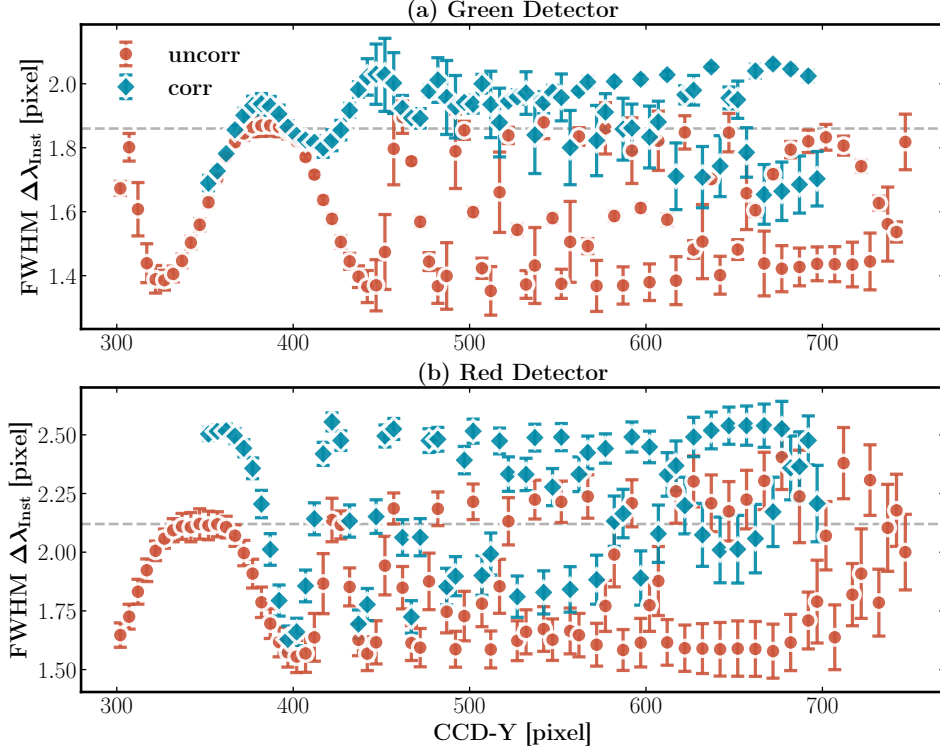 (a) Green Detector
uncorr
corr
FWHM Δλ_Inst [pixel]
2.0
1.8
1.6
1.4
300 400 500 600 700
(b) Red Detector
FWHM Δλ_Inst [pixel]
2.50
2.25
2.00
1.75
1.50
300 400 500 600 700
CCD-Y [pixel]